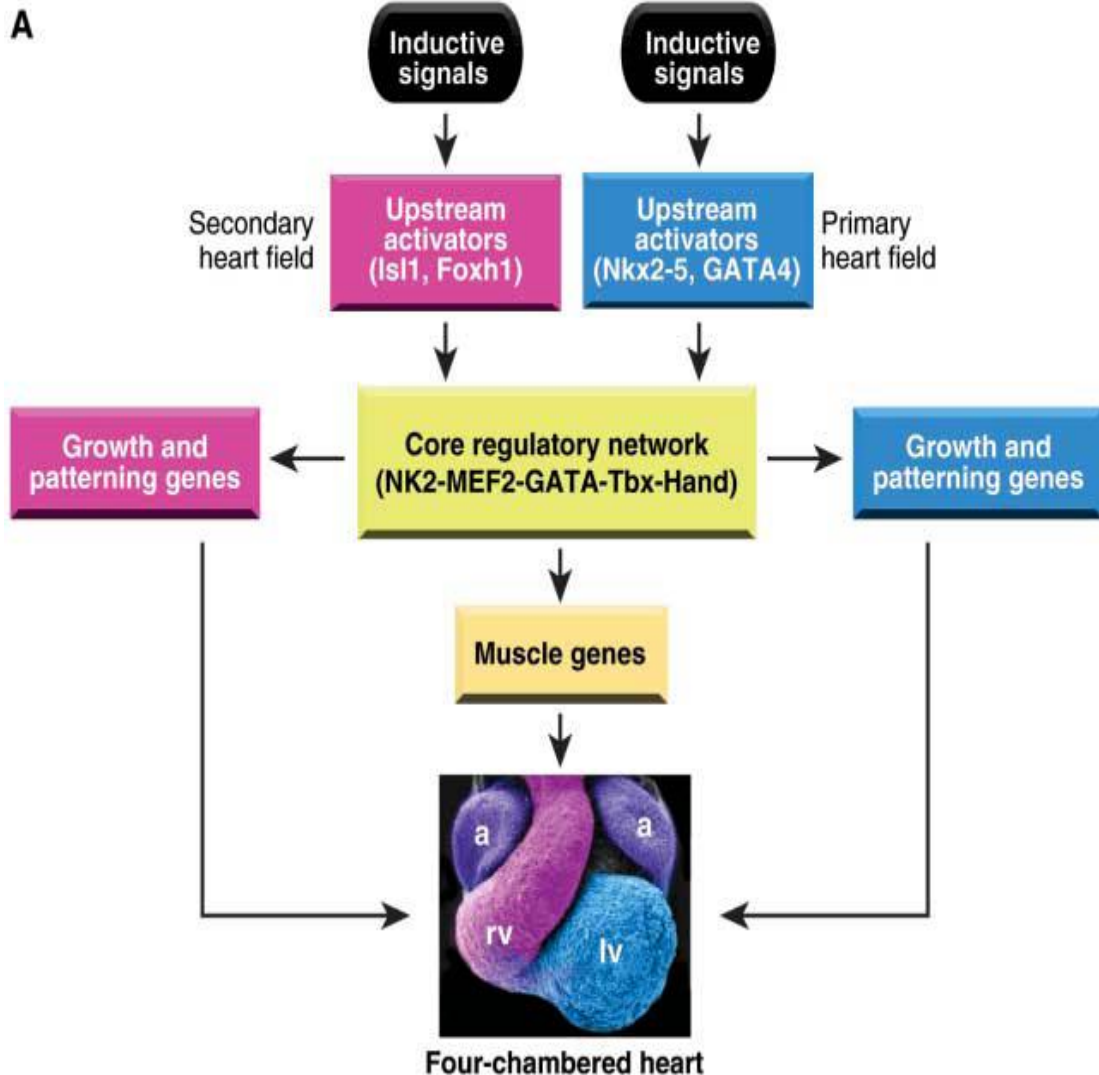 A
Inductive
signals
Inductive
signals
Secondary
heart field
Upstream
activators
(Isl1, Foxh1)
Upstream
activators
(Nkx2-5, GATA4)
Primary
heart field
Growth and
patterning genes
Core regulatory network
(NK2-MEF2-GATA-Tbx-Hand)
Growth and
patterning genes
Muscle genes
a
a
rv
lv
Four-chambered heart